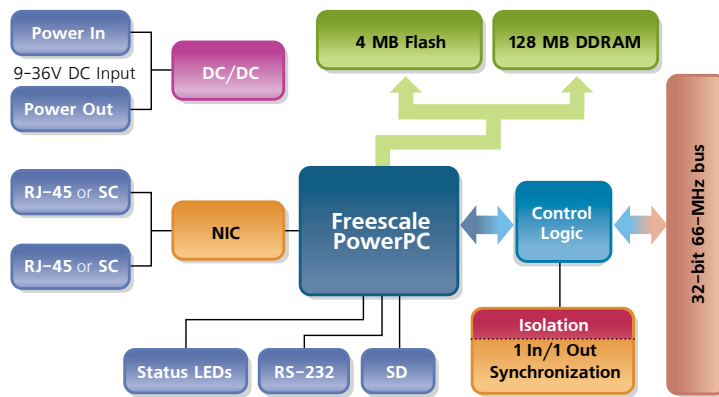 Power In
9–36V DC Input
Power Out
DC/DC
4 MB Flash
128 MB DDRAM
RJ–45 or SC
RJ–45 or SC
NIC
Freescale
PowerPC
Control
Logic
32-bit 66-MHz bus
Isolation
1 In/1 Out
Synchronization
Status LEDs
RS–232
SD